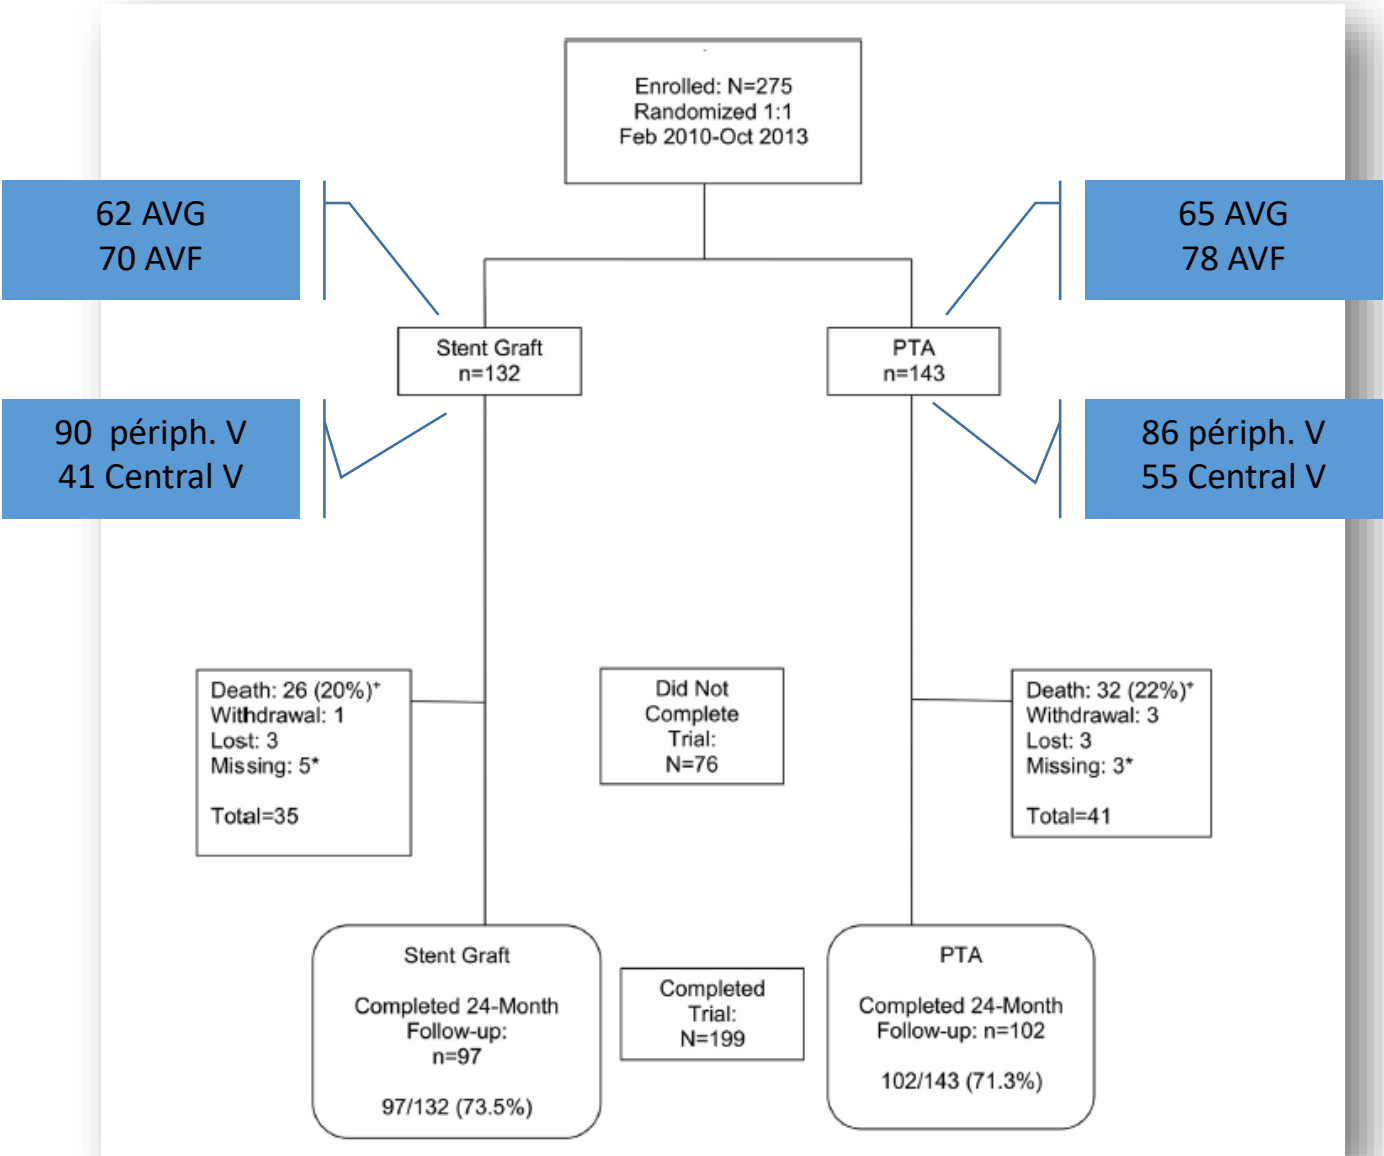 Enrolled: N=275
Randomized 1:1
Feb 2010-Oct 2013
62 AVG
70 AVF
65 AVG
78 AVF
Stent Graft
n=132
PTA
n=143
90 périph. V
41 Central V
86 périph. V
55 Central V
Death: 26 (20%)+
Withdrawal: 1
Lost: 3
Missing: 5*
Total=35
Did Not
Complete
Trial:
N=76
Death: 32 (22%)+
Withdrawal: 3
Lost: 3
Missing: 3*
Total=41
Stent Graft
Completed 24-Month
Follow-up:
n=97
97/132 (73.5%)
Completed
Trial:
N=199
PTA
Completed 24-Month
Follow-up: n=102
102/143 (71.3%)